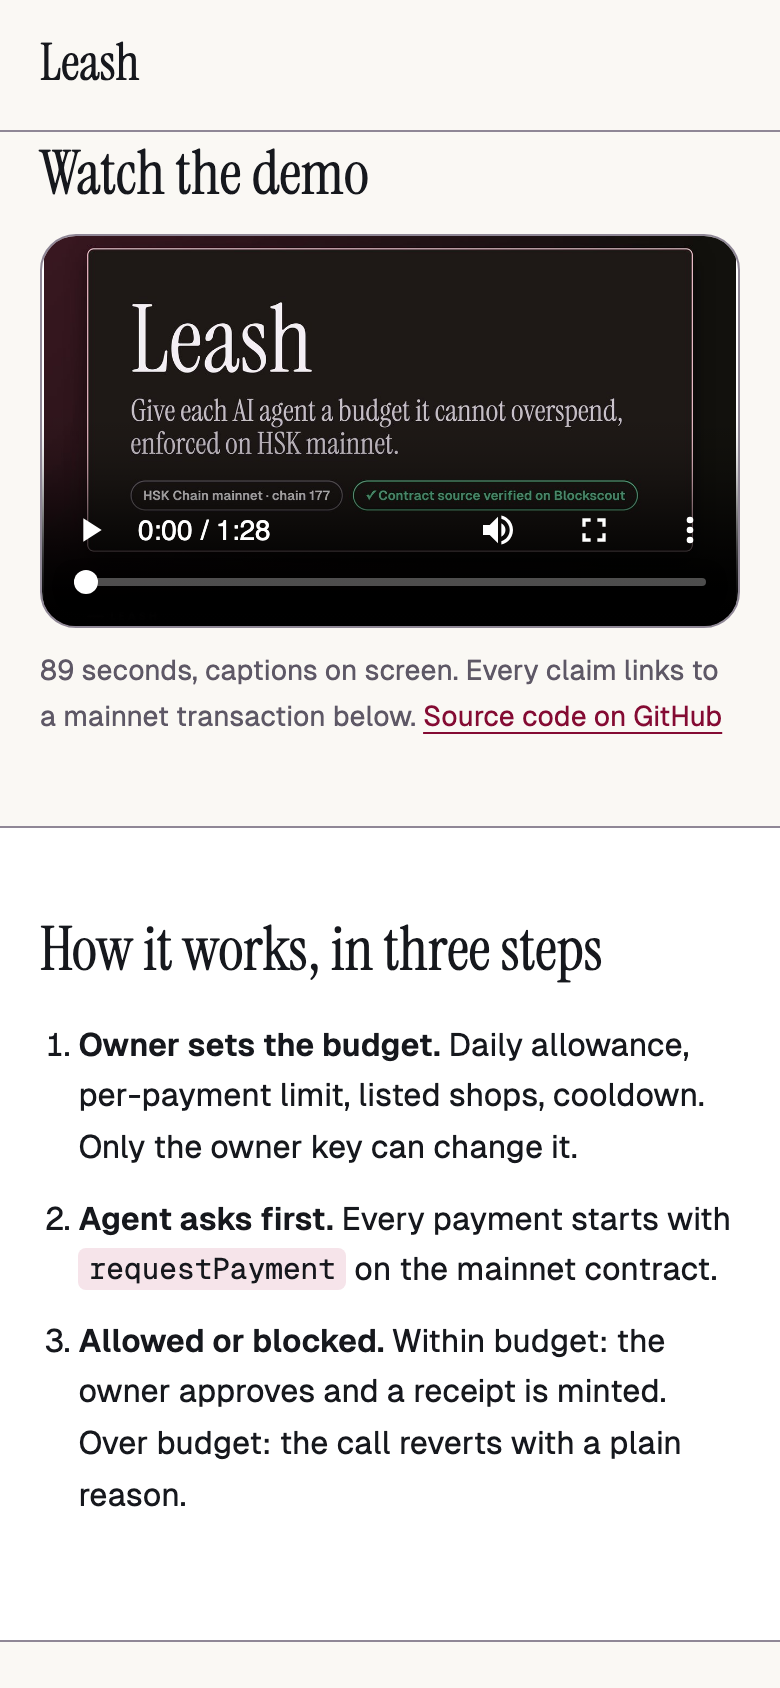 Leash
Watch the demo
Leash
Give each AI agent a budget it cannot overspend,
enforced on HSK mainnet.
HSK Chain mainnet · chain 177
✓ Contract source verified on Blockscout
0:00 / 1:28
89 seconds, captions on screen. Every claim links to
a mainnet transaction below. Source code on GitHub
How it works, in three steps
1. Owner sets the budget. Daily allowance,
per-payment limit, listed shops, cooldown.
Only the owner key can change it.
2. Agent asks first. Every payment starts with
requestPayment on the mainnet contract.
3. Allowed or blocked. Within budget: the
owner approves and a receipt is minted.
Over budget: the call reverts with a plain
reason.